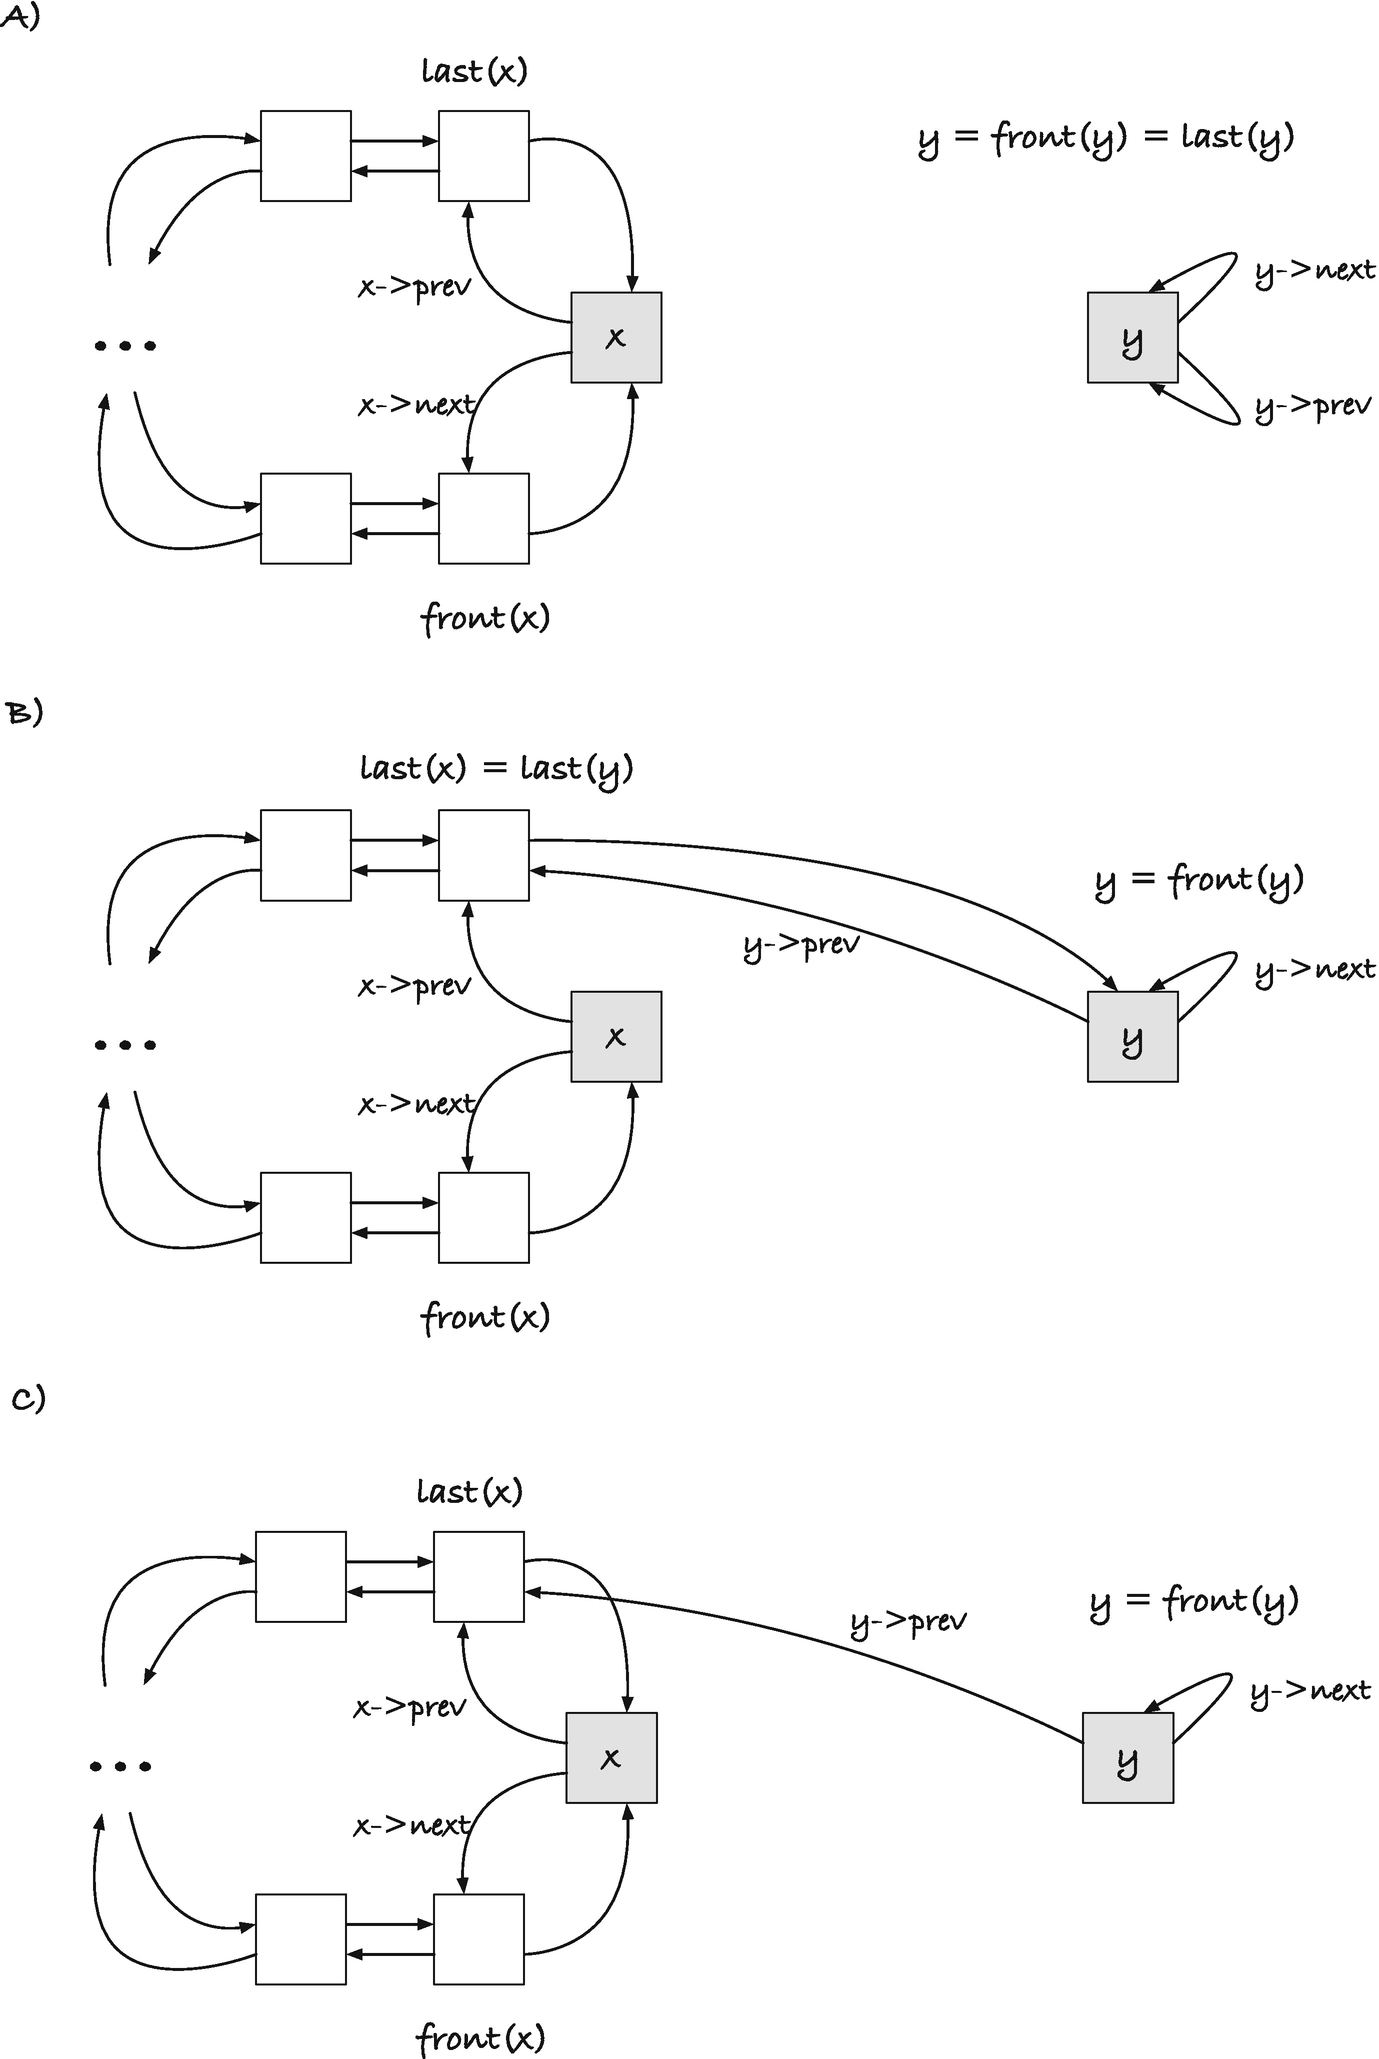 A)
last(x)
y = front(y) = last(y)
x->prev
y->next
x
y
x->next
y->prev
front(x)
B)
last(x) = last(y)
y = front(y)
y->prev
y->next
x->prev
x
y
x->next
front(x)
C)
last(x)
y = front(y)
y->prev
y->next
x->prev
x
y
x->next
front(x)